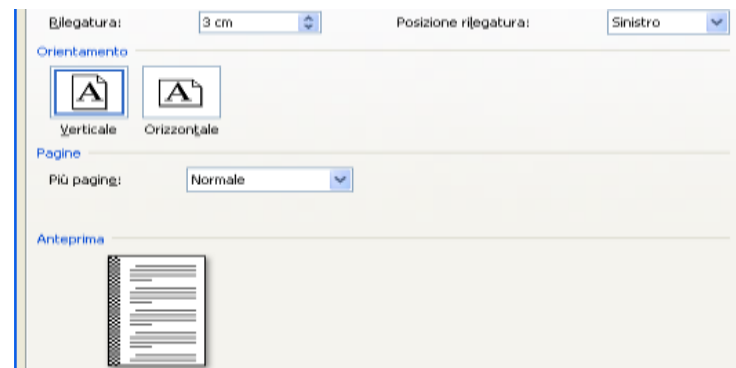 Rilegatura: 3 cm Posizione rilegatura: Sinistro
Orientamento
A A
Verticale Orizzontale
Pagine
Più pagine: Normale
Anteprima